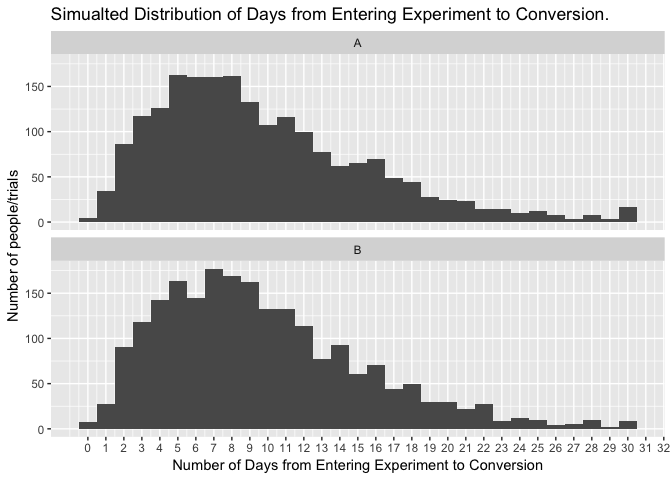 Simualted Distribution of Days from Entering Experiment to Conversion.
A
150
100
50
0
B
150
100
50
0
Number of people/trials
0 1 2 3 4 5 6 7 8 9 10 11 12 13 14 15 16 17 18 19 20 21 22 23 24 25 26 27 28 29 30 31 32
Number of Days from Entering Experiment to Conversion